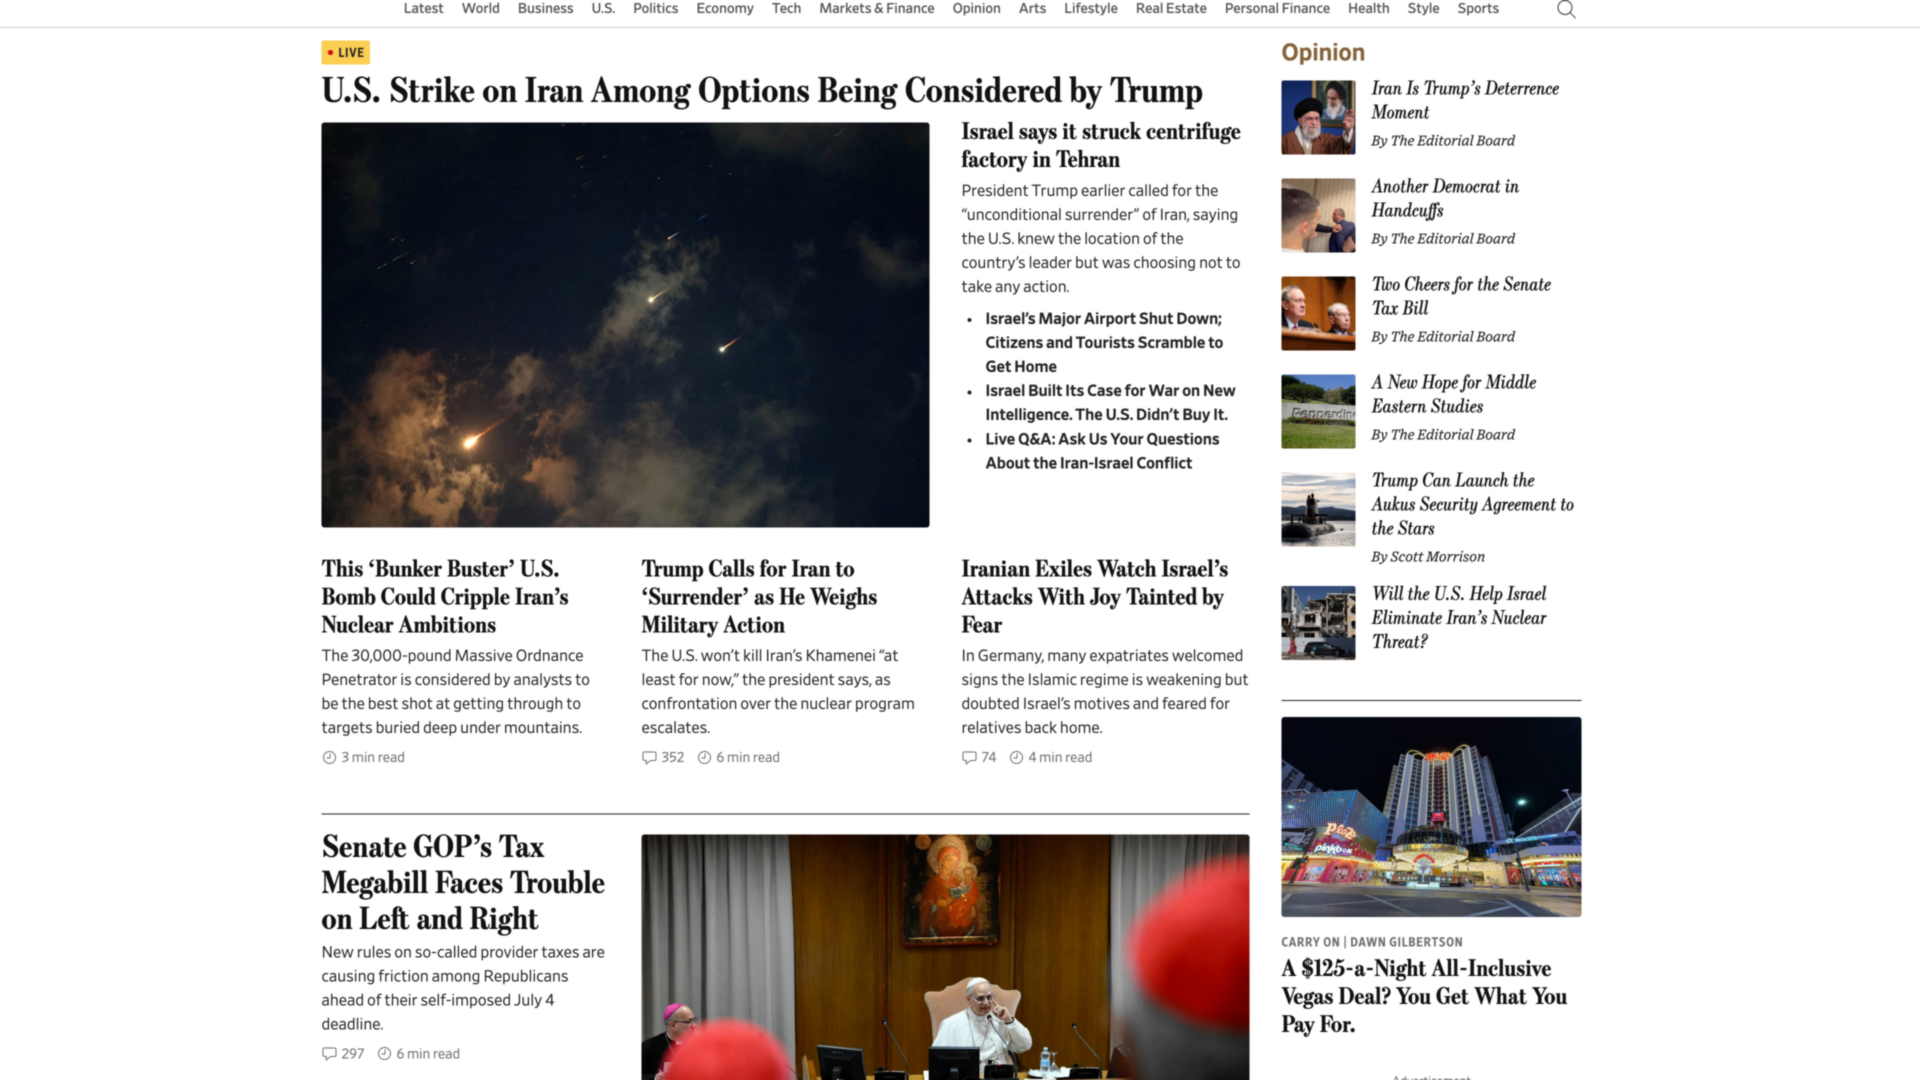 Latest World Business U.S. Politics Economy Tech Markets & Finance Opinion Arts Lifestyle Real Estate Personal Finance Health Style Sports
LIVE
U.S. Strike on Iran Among Options Being Considered by Trump
Israel says it struck centrifuge
factory in Tehran
President Trump earlier called for the
“unconditional surrender” of Iran, saying
the U.S. knew the location of the
country’s leader but was choosing not to
take any action.
• Israel’s Major Airport Shut Down;
Citizens and Tourists Scramble to
Get Home
• Israel Built Its Case for War on New
Intelligence. The U.S. Didn’t Buy It.
• Live Q&A: Ask Us Your Questions
About the Iran-Israel Conflict
This ‘Bunker Buster’ U.S.
Bomb Could Cripple Iran’s
Nuclear Ambitions
The 30,000-pound Massive Ordnance
Penetrator is considered by analysts to
be the best shot at getting through to
targets buried deep under mountains.
3 min read
Trump Calls for Iran to
‘Surrender’ as He Weighs
Military Action
The U.S. won’t kill Iran’s Khamenei “at
least for now,” the president says, as
confrontation over the nuclear program
escalates.
352 6 min read
Iranian Exiles Watch Israel’s
Attacks With Joy Tainted by
Fear
In Germany, many expatriates welcomed
signs the Islamic regime is weakening but
doubted Israel’s motives and feared for
relatives back home.
74 4 min read
Senate GOP’s Tax
Megabill Faces Trouble
on Left and Right
New rules on so-called provider taxes are
causing friction among Republicans
ahead of their self-imposed July 4
deadline.
297 6 min read
Opinion
Iran Is Trump’s Deterrence
Moment
By The Editorial Board
Another Democrat in
Handcuffs
By The Editorial Board
Two Cheers for the Senate
Tax Bill
By The Editorial Board
Pepperdine
A New Hope for Middle
Eastern Studies
By The Editorial Board
Trump Can Launch the
Aukus Security Agreement to
the Stars
By Scott Morrison
Will the U.S. Help Israel
Eliminate Iran’s Nuclear
Threat?
pinkbox
CARRY ON | DAWN GILBERTSON
A $125-a-Night All-Inclusive
Vegas Deal? You Get What You
Pay For.
Advertisement